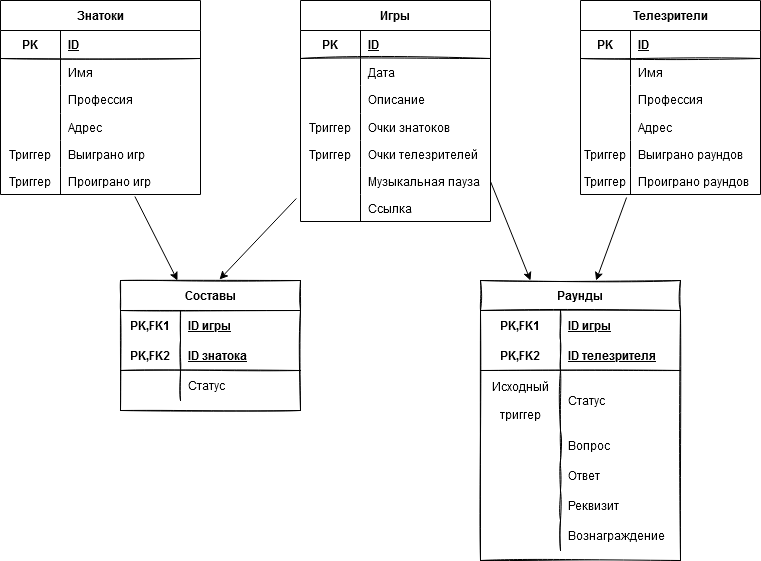 Знатоки
PK ID
Имя
Профессия
Адрес
Триггер Выиграно игр
Триггер Проиграно игр
Игры
PK ID
Дата
Описание
Триггер Очки знатоков
Триггер Очки телезрителей
Музыкальная пауза
Ссылка
Телезрители
PK ID
Имя
Профессия
Адрес
Триггер Выиграно раундов
Триггер Проиграно раундов
Составы
PK,FK1 ID игры
PK,FK2 ID знатока
Статус
Раунды
PK,FK1 ID игры
PK,FK2 ID телезрителя
Исходный
триггер
Статус
Вопрос
Ответ
Реквизит
Вознаграждение